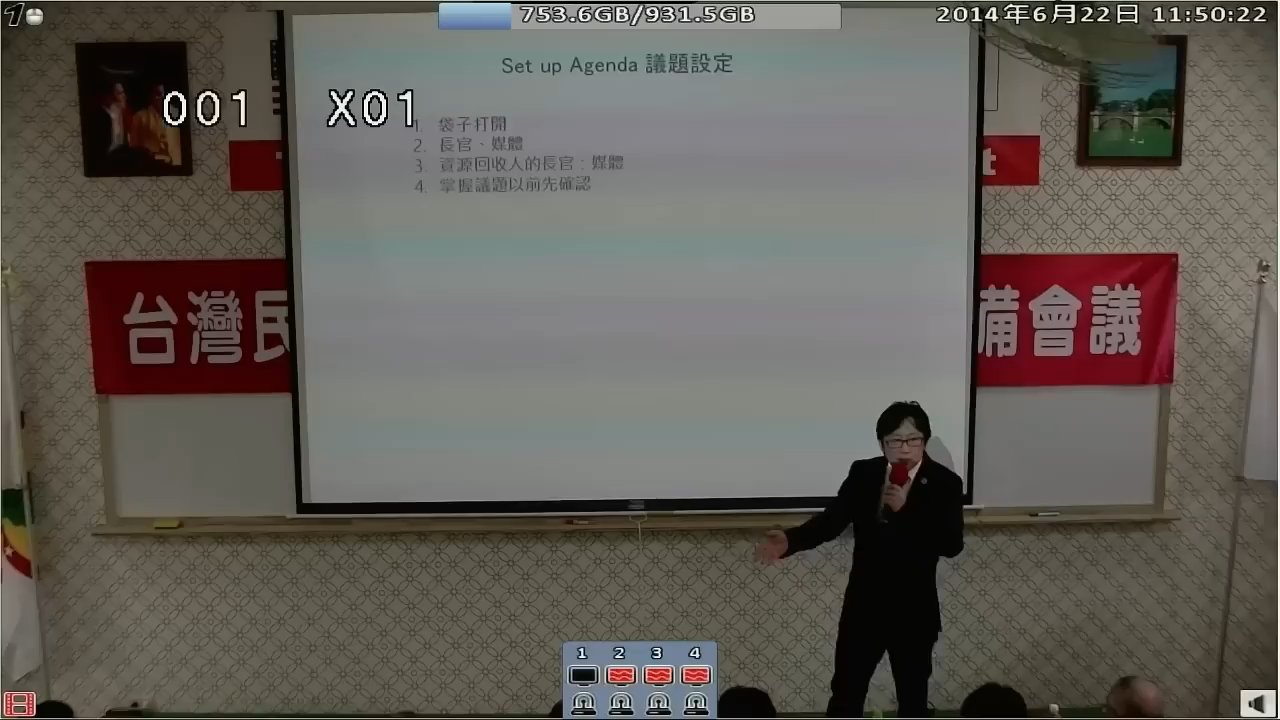 753.6GB/931.5GB
2014年6月22日 11:50:22
Set up Agenda 議題設定
001 X01
1. 袋子打開
2. 長官、媒體
3. 資源回收人的長官：媒體
4. 掌握議題以前先確認
t
台灣民
備會議
1 2 3 4